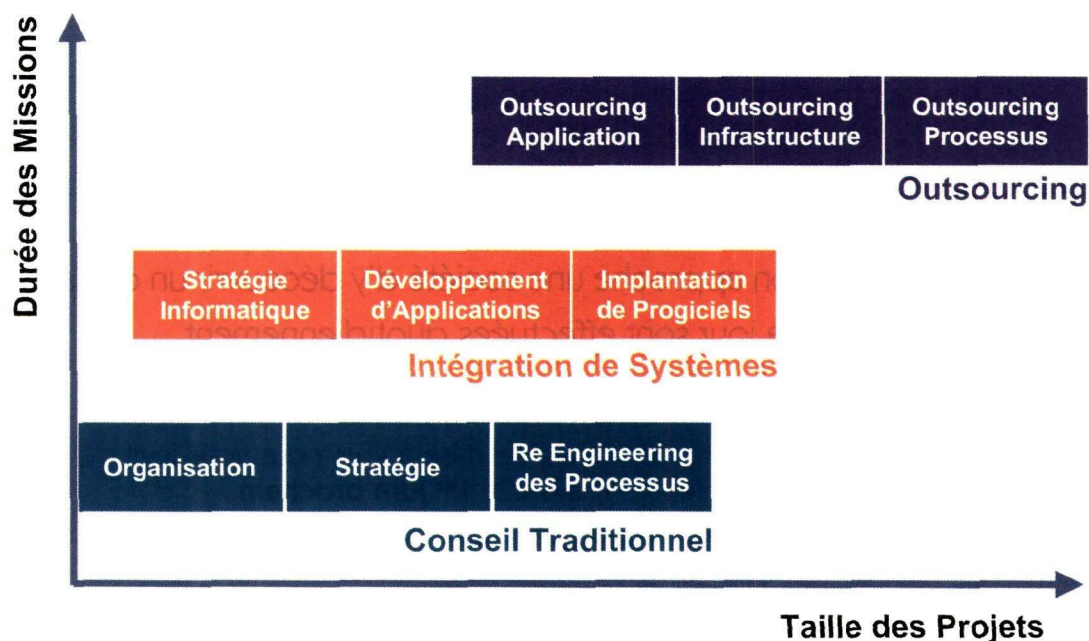 Durée des Missions
Outsourcing
Application
Outsourcing
Infrastructure
Outsourcing
Processus
Outsourcing
Stratégie
Informatique
Développement
d'Applications
Implantation
de Progiciels
Intégration de Systèmes
Organisation
Stratégie
Re Engineering
des Processus
Conseil Traditionnel
Taille des Projets